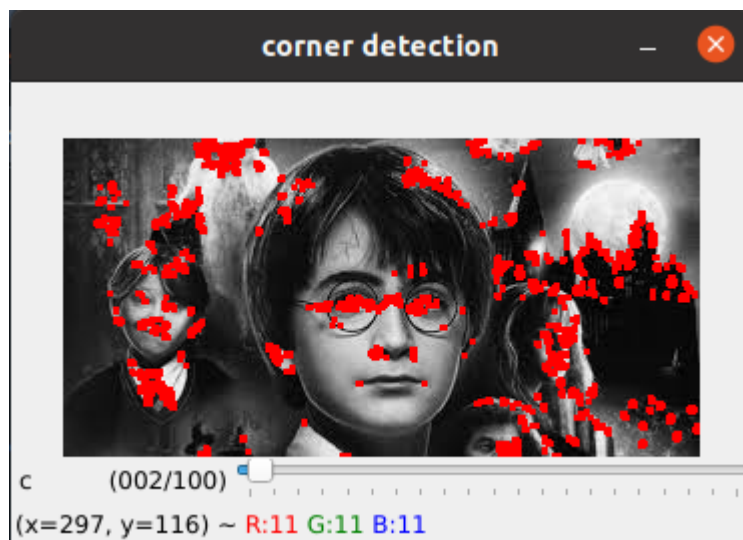 corner detection
c (002/100)
(x=297, y=116) ~ R:11 G:11 B:11